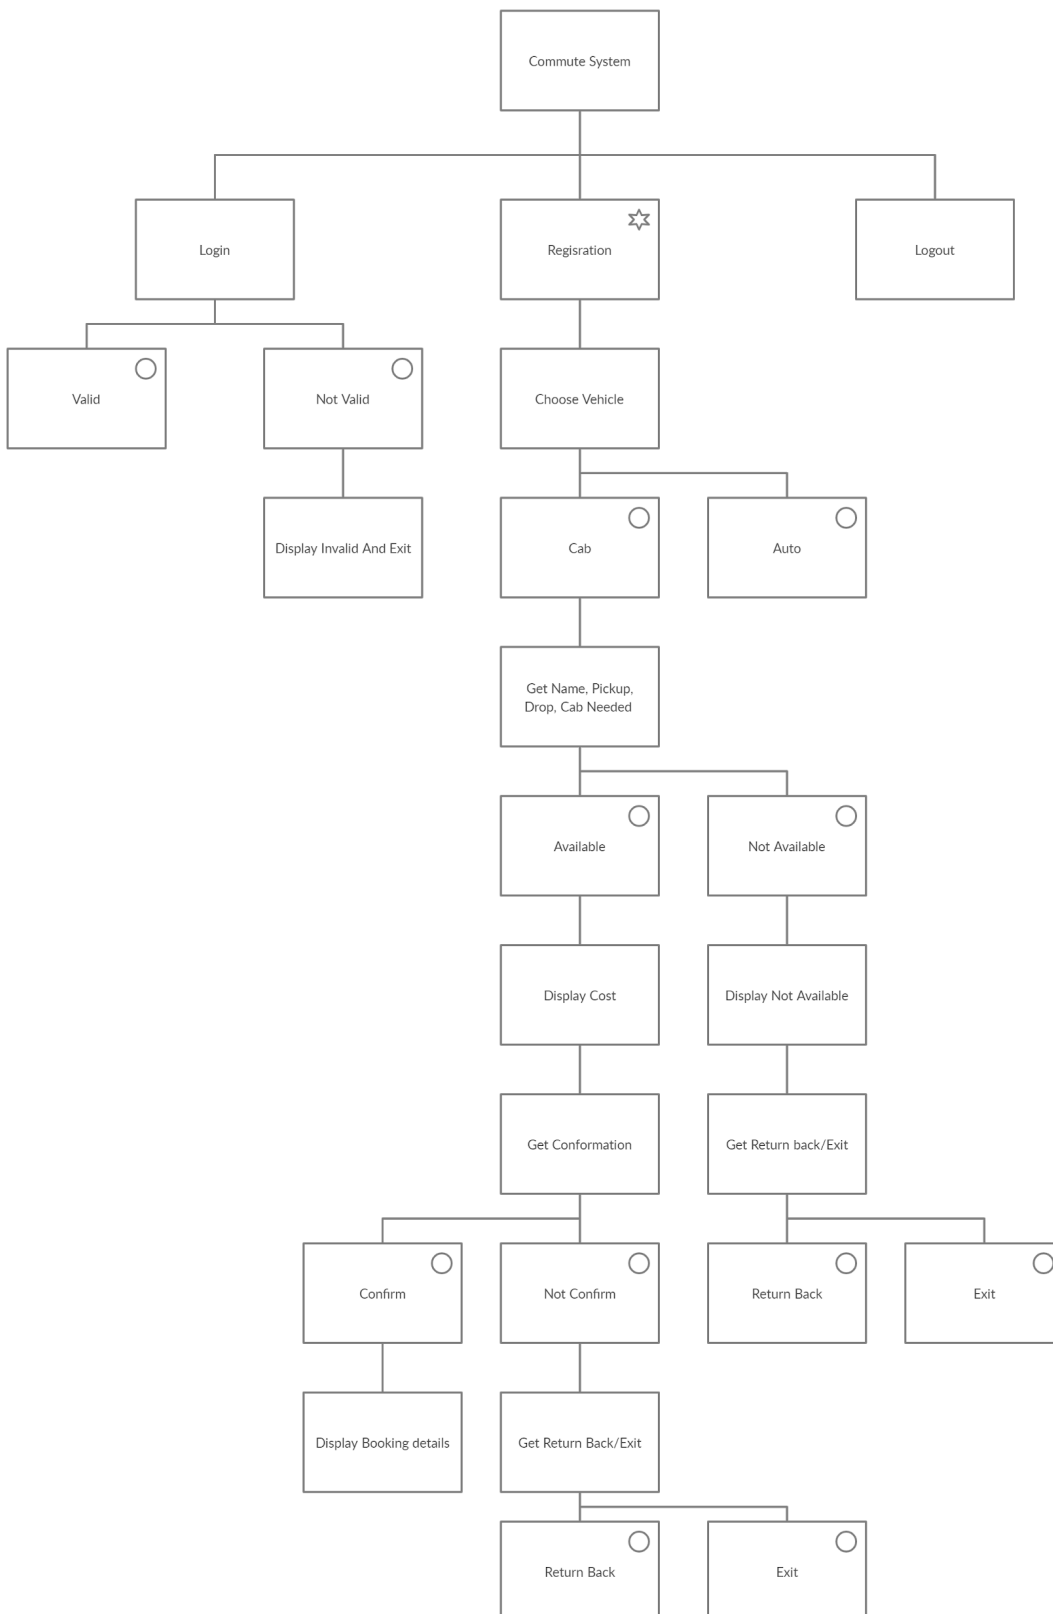 Commute System
Login
Regisration
Logout
Valid
Not Valid
Choose Vehicle
Display Invalid And Exit
Cab
Auto
Get Name, Pickup,
Drop, Cab Needed
Available
Not Available
Display Cost
Display Not Available
Get Conformation
Get Return back/Exit
Confirm
Not Confirm
Return Back
Exit
Display Booking details
Get Return Back/Exit
Return Back
Exit